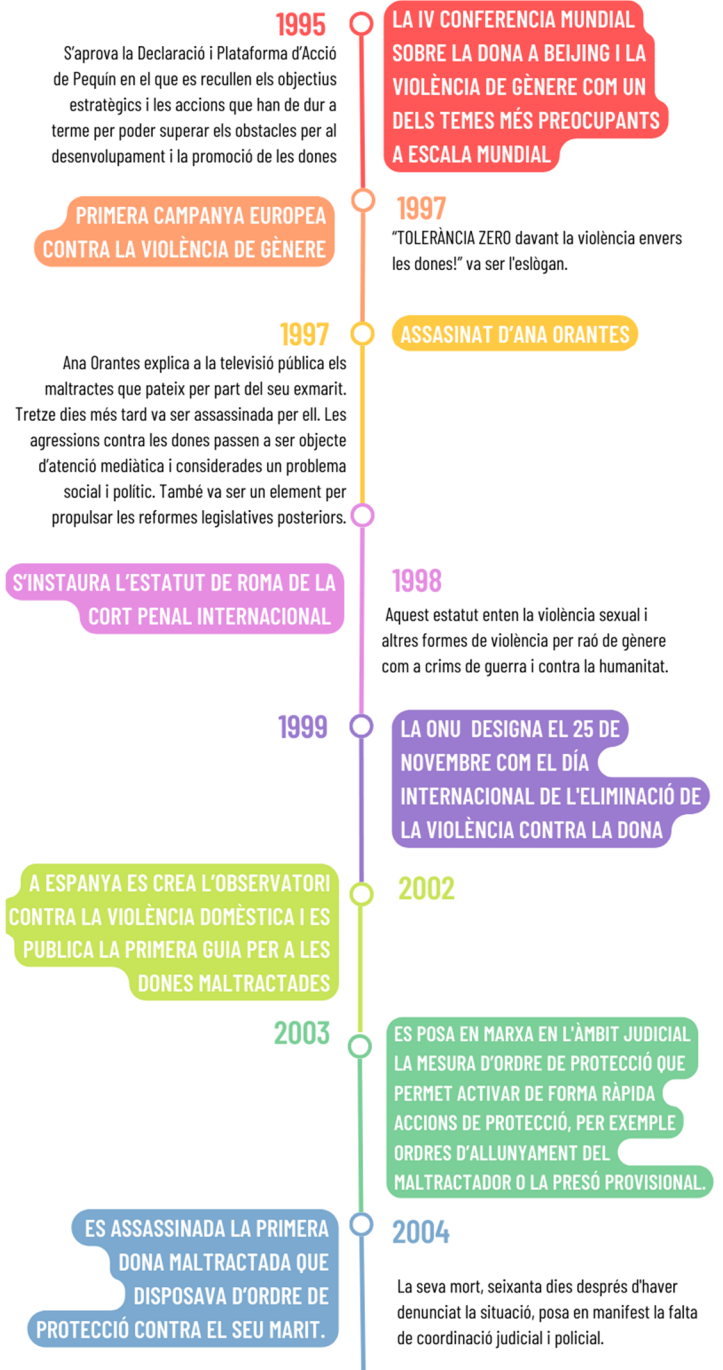 1995
S'aprova la Declaració i Plataforma d'Acció
de Pequín en el que es recullen els objectius
estratègics i les accions que han de dur a
terme per poder superar els obstacles per al
desenvolupament i la promoció de les dones
LA IV CONFERENCIA MUNDIAL
SOBRE LA DONA A BEIJING I LA
VIOLÈNCIA DE GÈNERE COM UN
DELS TEMES MÉS PREOCUPANTS
A ESCALA MUNDIAL
PRIMERA CAMPANYA EUROPEA
CONTRA LA VIOLÈNCIA DE GÈNERE
1997
“TOLERÀNCIA ZERO davant la violència envers
les dones!” va ser l'eslògan.
1997
Ana Orantes explica a la televisió pública els
maltractes que pateix per part del seu exmarit.
Tretze dies més tard va ser assassinada per ell. Les
agressions contra les dones passen a ser objecte
d'atenció mediàtica i considerades un problema
social i polític. També va ser un element per
propulsar les reformes legislatives posteriors.
ASSASINAT D'ANA ORANTES
S'INSTAURA L'ESTATUT DE ROMA DE LA
CORT PENAL INTERNACIONAL
1998
Aquest estatut enten la violència sexual i
altres formes de violència per raó de gènere
com a crims de guerra i contra la humanitat.
1999
LA ONU DESIGNA EL 25 DE
NOVEMBRE COM EL DÍA
INTERNACIONAL DE L'ELIMINACIÓ DE
LA VIOLÈNCIA CONTRA LA DONA
A ESPANYA ES CREA L'OBSERVATORI
CONTRA LA VIOLÈNCIA DOMÈSTICA I ES
PUBLICA LA PRIMERA GUIA PER A LES
DONES MALTRACTADES
2002
2003
ES POSA EN MARXA EN L'ÀMBIT JUDICIAL
LA MESURA D'ORDRE DE PROTECCIÓ QUE
PERMET ACTIVAR DE FORMA RÀPIDA
ACCIONS DE PROTECCIÓ, PER EXEMPLE
ORDRES D'ALLUNYAMENT DEL
MALTRACTADOR O LA PRESÓ PROVISIONAL.
ES ASSASSINADA LA PRIMERA
DONA MALTRACTADA QUE
DISPOSAVA D'ORDRE DE
PROTECCIÓ CONTRA EL SEU MARIT.
2004
La seva mort, seixanta dies després d'haver
denunciat la situació, posa en manifest la falta
de coordinació judicial i policial.